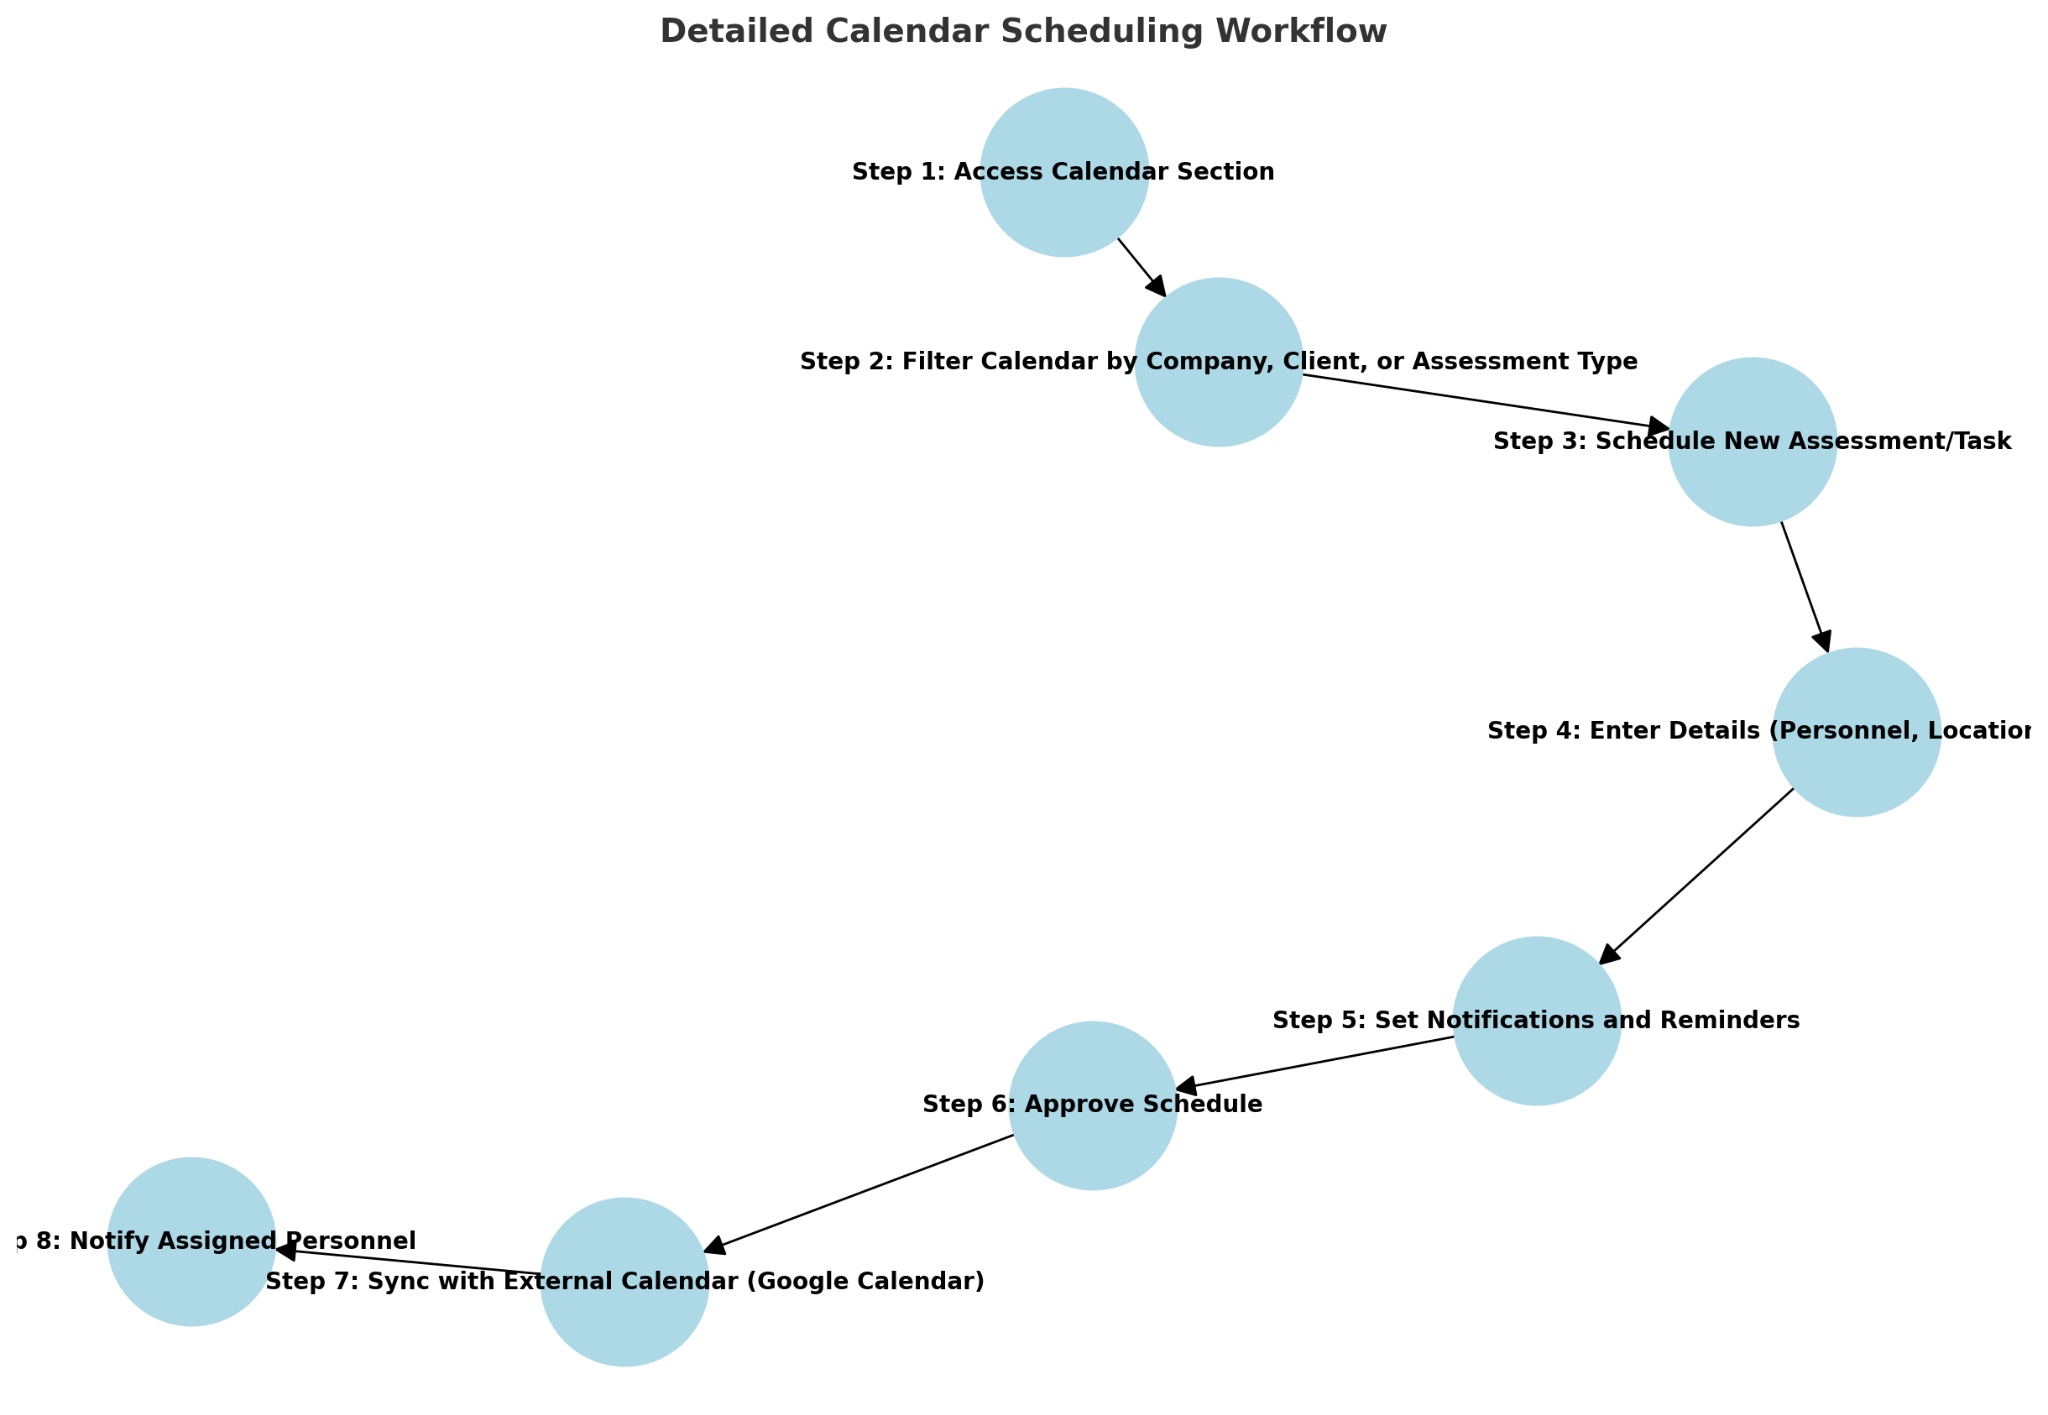 Detailed Calendar Scheduling Workflow
Step 1: Access Calendar Section
Step 2: Filter Calendar by Company, Client, or Assessment Type
Step 3: Schedule New Assessment/Task
Step 4: Enter Details (Personnel, Location
Step 5: Set Notifications and Reminders
Step 6: Approve Schedule
Step 7: Sync with External Calendar (Google Calendar)
p 8: Notify Assigned Personnel